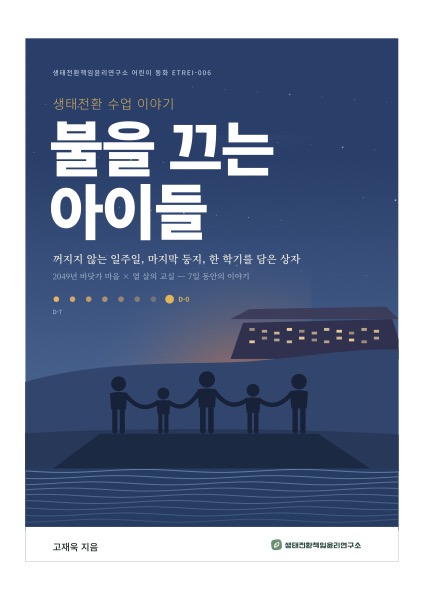 생태전환책임윤리연구소 어린이 동화 ETREI-006
생태전환 수업 이야기
불을 끄는
아이들
꺼지지 않는 일주일, 마지막 둥지, 한 학기를 담은 상자
2049년 바닷가 마을 × 열 살의 교실 — 7일 동안의 이야기
D-0
D-7
고재욱 지음
생태전환책임윤리연구소